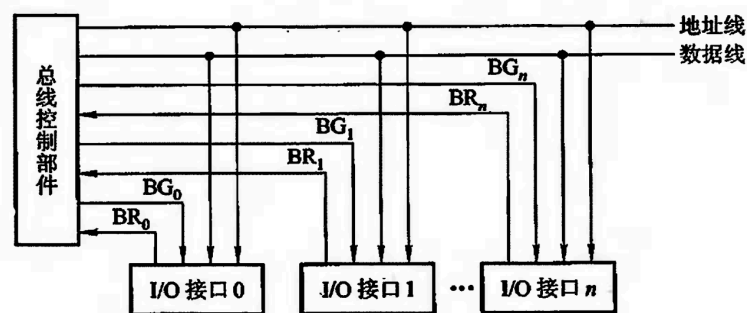 地址线
数据线
总线控制部件
BGₙ
BRₙ
BG₁
BR₁
BG₀
BR₀
I/O 接口 0
I/O 接口 1
···
I/O 接口 n